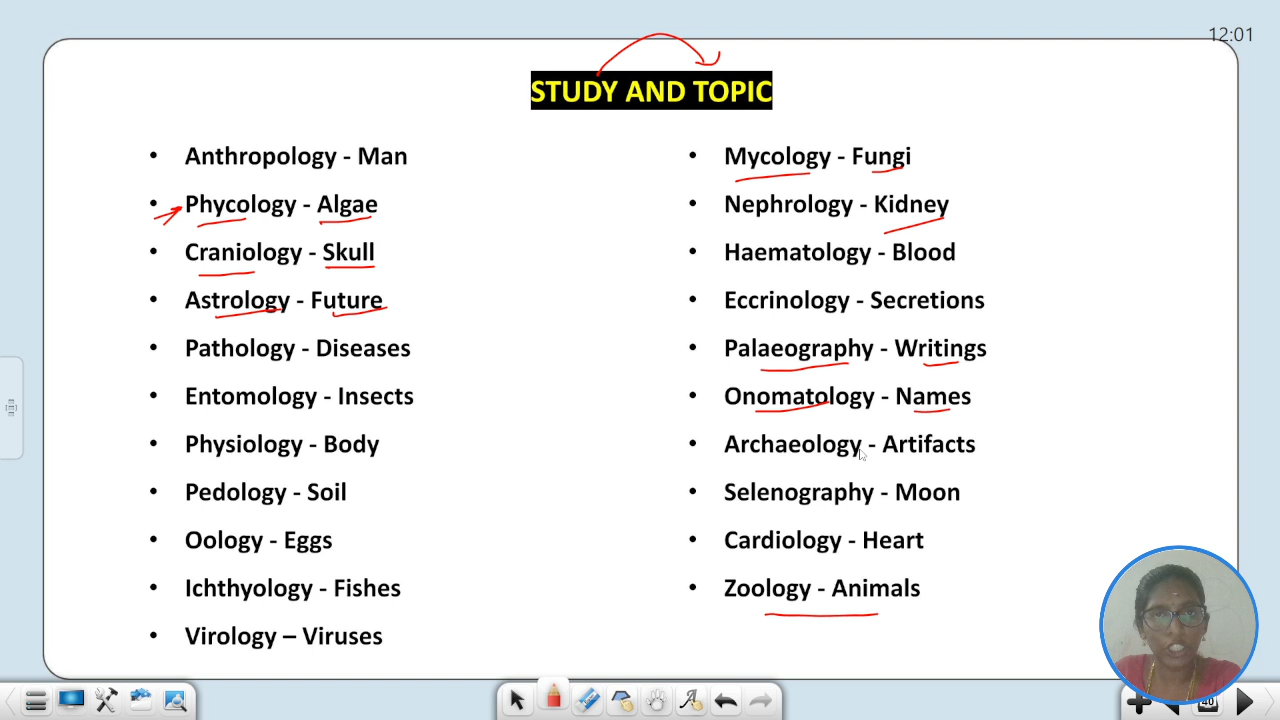 12:01
STUDY AND TOPIC
• Anthropology - Man
• Phycology - Algae
• Craniology - Skull
• Astrology - Future
• Pathology - Diseases
• Entomology - Insects
• Physiology - Body
• Pedology - Soil
• Oology - Eggs
• Ichthyology - Fishes
• Virology – Viruses
• Mycology - Fungi
• Nephrology - Kidney
• Haematology - Blood
• Eccrinology - Secretions
• Palaeography - Writings
• Onomatology - Names
• Archaeology - Artifacts
• Selenography - Moon
• Cardiology - Heart
• Zoology - Animals
40